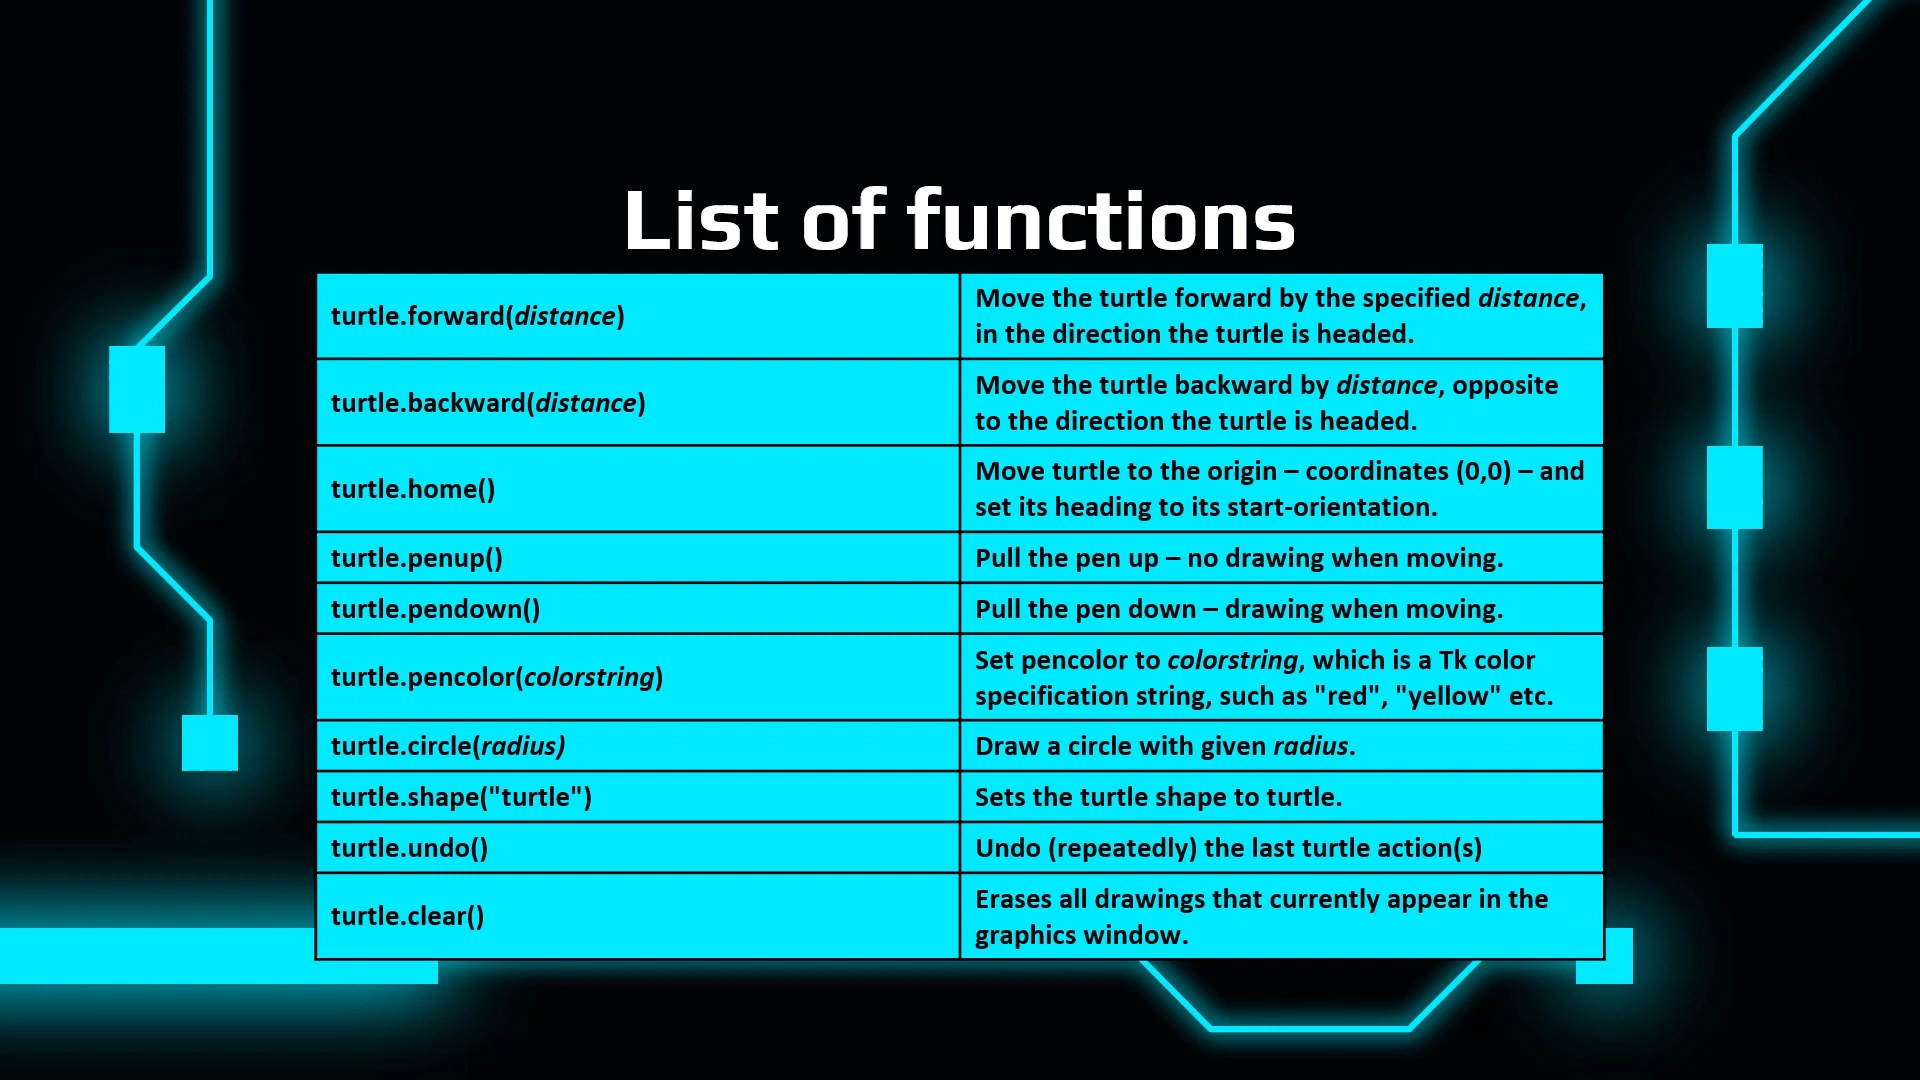 List of functions
turtle.forward(distance)
Move the turtle forward by the specified distance,
in the direction the turtle is headed.
turtle.backward(distance)
Move the turtle backward by distance, opposite
to the direction the turtle is headed.
turtle.home()
Move turtle to the origin – coordinates (0,0) – and
set its heading to its start-orientation.
turtle.penup()
Pull the pen up – no drawing when moving.
turtle.pendown()
Pull the pen down – drawing when moving.
turtle.pencolor(colorstring)
Set pencolor to colorstring, which is a Tk color
specification string, such as "red", "yellow" etc.
turtle.circle(radius)
Draw a circle with given radius.
turtle.shape("turtle")
Sets the turtle shape to turtle.
turtle.undo()
Undo (repeatedly) the last turtle action(s)
turtle.clear()
Erases all drawings that currently appear in the
graphics window.